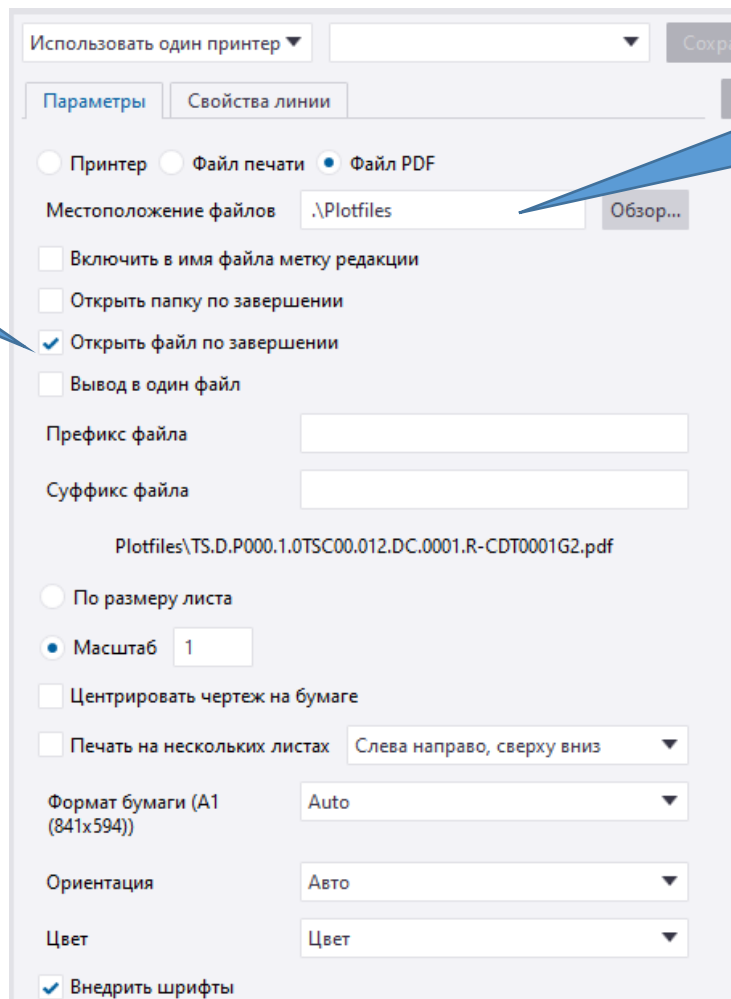 Использовать один принтер
Сохра
Параметры Свойства линии
Принтер Файл печати Файл PDF
Местоположение файлов .\Plotfiles Обзор...
Включить в имя файла метку редакции
Открыть папку по завершении
Открыть файл по завершении
Вывод в один файл
Префикс файла
Суффикс файла
Plotfiles\TS.D.P000.1.0TSC00.012.DC.0001.R-CDT0001G2.pdf
По размеру листа
Масштаб 1
Центрировать чертеж на бумаге
Печать на нескольких листах Слева направо, сверху вниз
Формат бумаги (A1 Auto
(841x594))
Ориентация Авто
Цвет Цвет
Внедрить шрифты